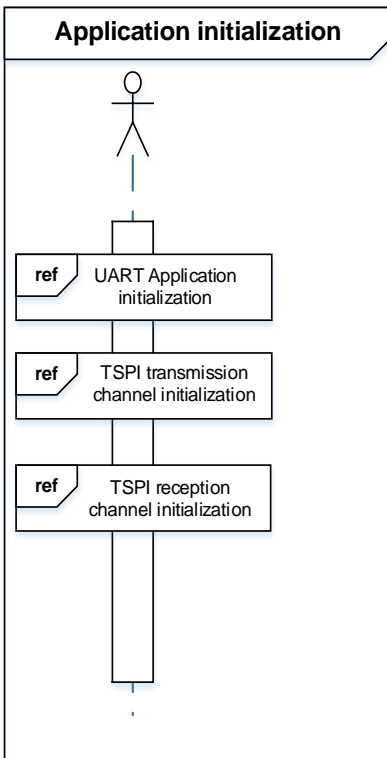 Application initialization
ref
UART Application
initialization
ref
TSPI transmission
channel initialization
ref
TSPI reception
channel initialization